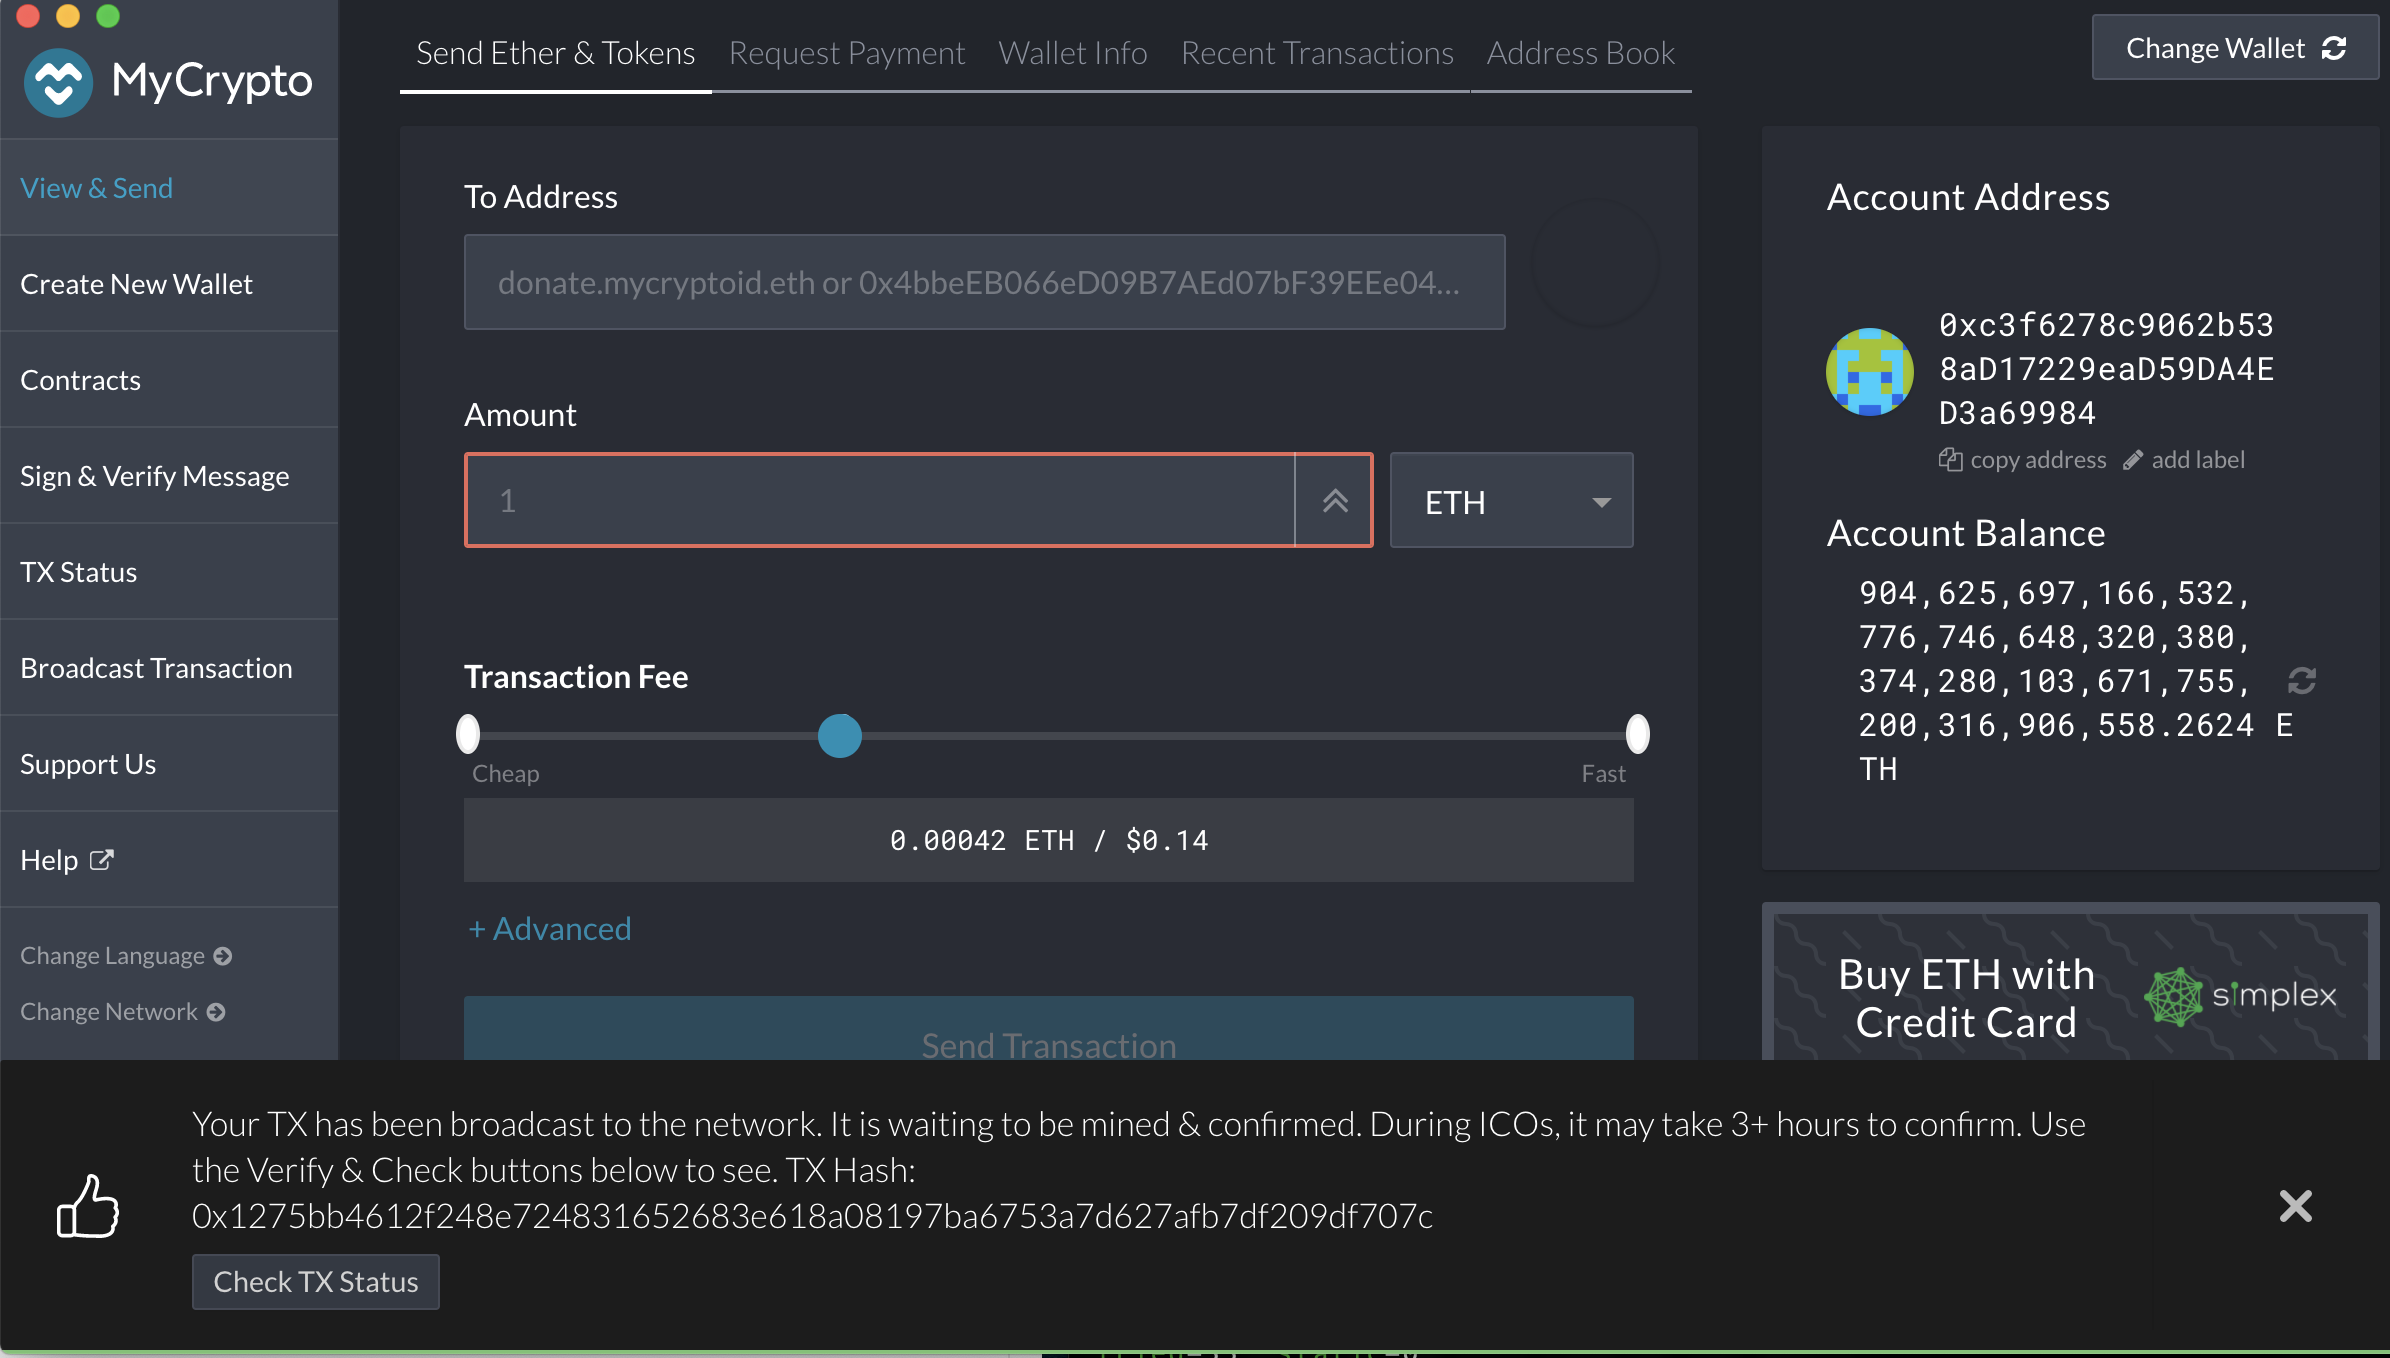 MyCrypto
View & Send
Create New Wallet
Contracts
Sign & Verify Message
TX Status
Broadcast Transaction
Support Us
Help
Change Language
Change Network
Send Ether & Tokens
Request Payment
Wallet Info
Recent Transactions
Address Book
Change Wallet
To Address
donate.mycryptoid.eth or 0x4bbeEB066eD09B7AEd07bF39EEe04...
Amount
1
ETH
Transaction Fee
Cheap
Fast
0.00042 ETH / $0.14
+ Advanced
Send Transaction
Account Address
0xc3f6278c9062b53
8aD17229eaD59DA4E
D3a69984
copy address
add label
Account Balance
904,625,697,166,532,
776,746,648,320,380,
374,280,103,671,755,
200,316,906,558.2624 E
TH
Buy ETH with
Credit Card
simplex
Your TX has been broadcast to the network. It is waiting to be mined & confirmed. During ICOs, it may take 3+ hours to confirm. Use
the Verify & Check buttons below to see. TX Hash:
0x1275bb4612f248e724831652683e618a08197ba6753a7d627afb7df209df707c
Check TX Status